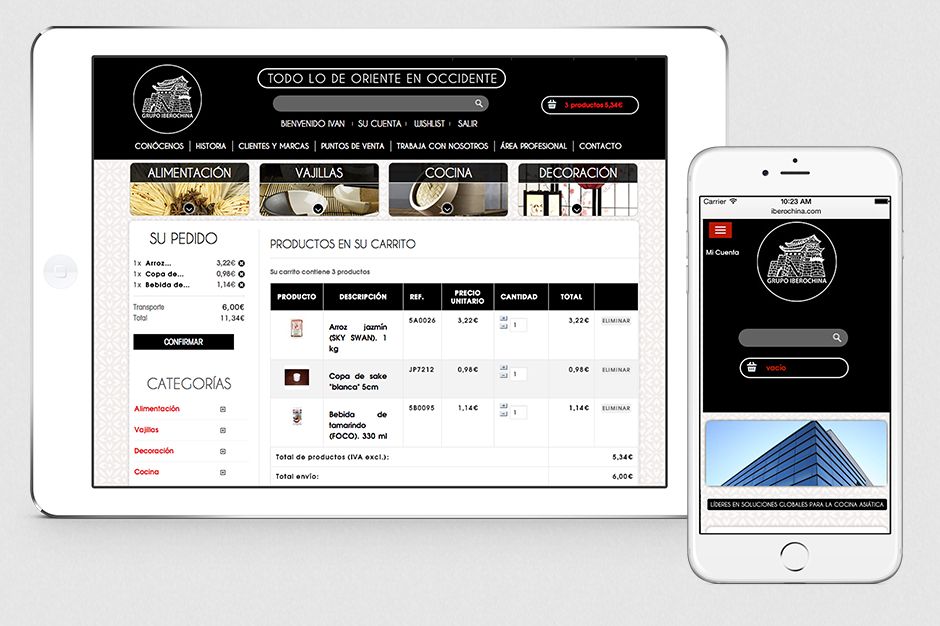 TODO LO DE ORIENTE EN OCCIDENTE
GRUPO IBEROCHINA
3 productos 5,34€
BIENVENIDO IVAN | SU CUENTA | WISHLIST | SALIR
CONÓCENOS | HISTORIA | CLIENTES Y MARCAS | PUNTOS DE VENTA | TRABAJA CON NOSOTROS | ÁREA PROFESIONAL | CONTACTO
ALIMENTACIÓN VAJILLAS COCINA DECORACIÓN
SU PEDIDO
1x Arroz... 3,22€
1x Copa de... 0,98€
1x Bebida de... 1,14€
Transporte 6,00€
Total 11,34€
CONFIRMAR
CATEGORÍAS
Alimentación
Vajillas
Decoración
Cocina
PRODUCTOS EN SU CARRITO
Su carrito contiene 3 productos
PRODUCTO DESCRIPCIÓN REF. PRECIO UNITARIO CANTIDAD TOTAL
Arroz jazmín 5A0026 3,22€ 1 3,22€ ELIMINAR
(SKY SWAN). 1
kg
Copa de sake JP7212 0,98€ 1 0,98€ ELIMINAR
"blanca" 5cm
Bebida de 5B0095 1,14€ 1 1,14€ ELIMINAR
tamarindo
(FOCO). 330 ml
Total de productos (IVA excl.): 5,34€
Total envío: 6,00€
Carrier 10:23 AM
iberochina.com
Mi Cuenta
GRUPO IBEROCHINA
vacío
LÍDERES EN SOLUCIONES GLOBALES PARA LA COCINA ASIÁTICA